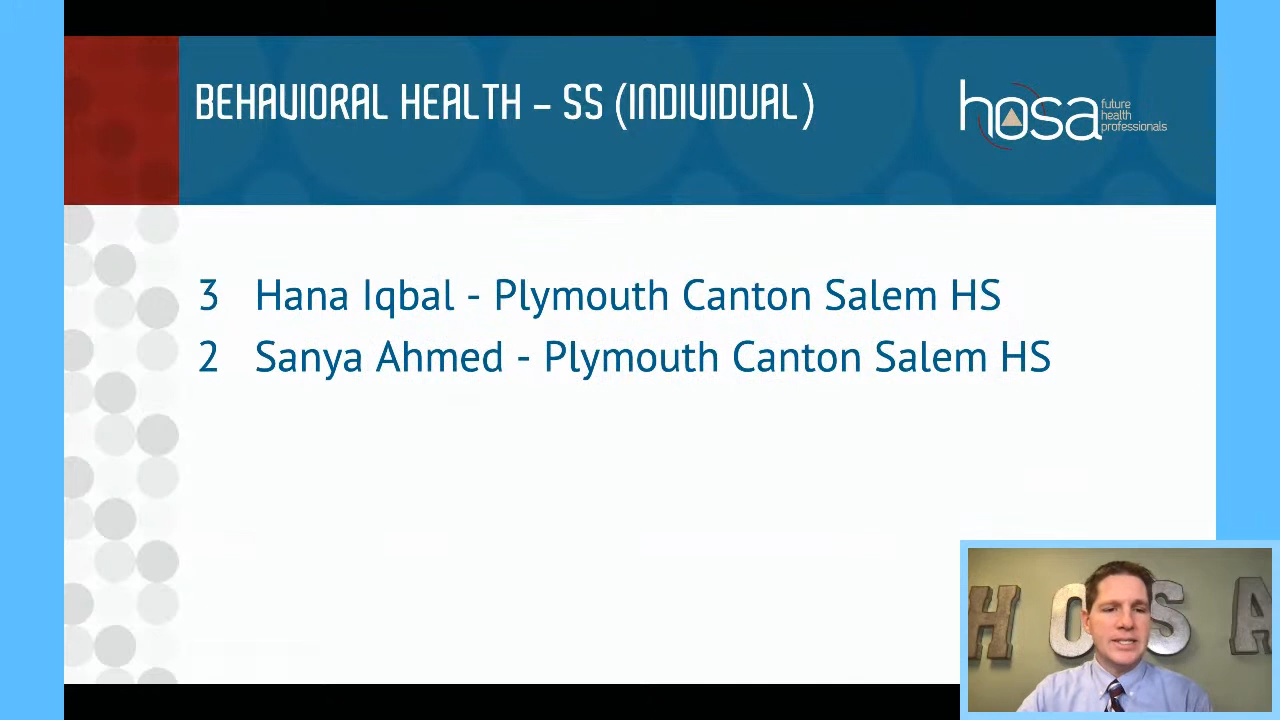 BEHAVIORAL HEALTH – SS (INDIVIDUAL)
hosa
future
health
professionals
3 Hana Iqbal - Plymouth Canton Salem HS
2 Sanya Ahmed - Plymouth Canton Salem HS
HOSA